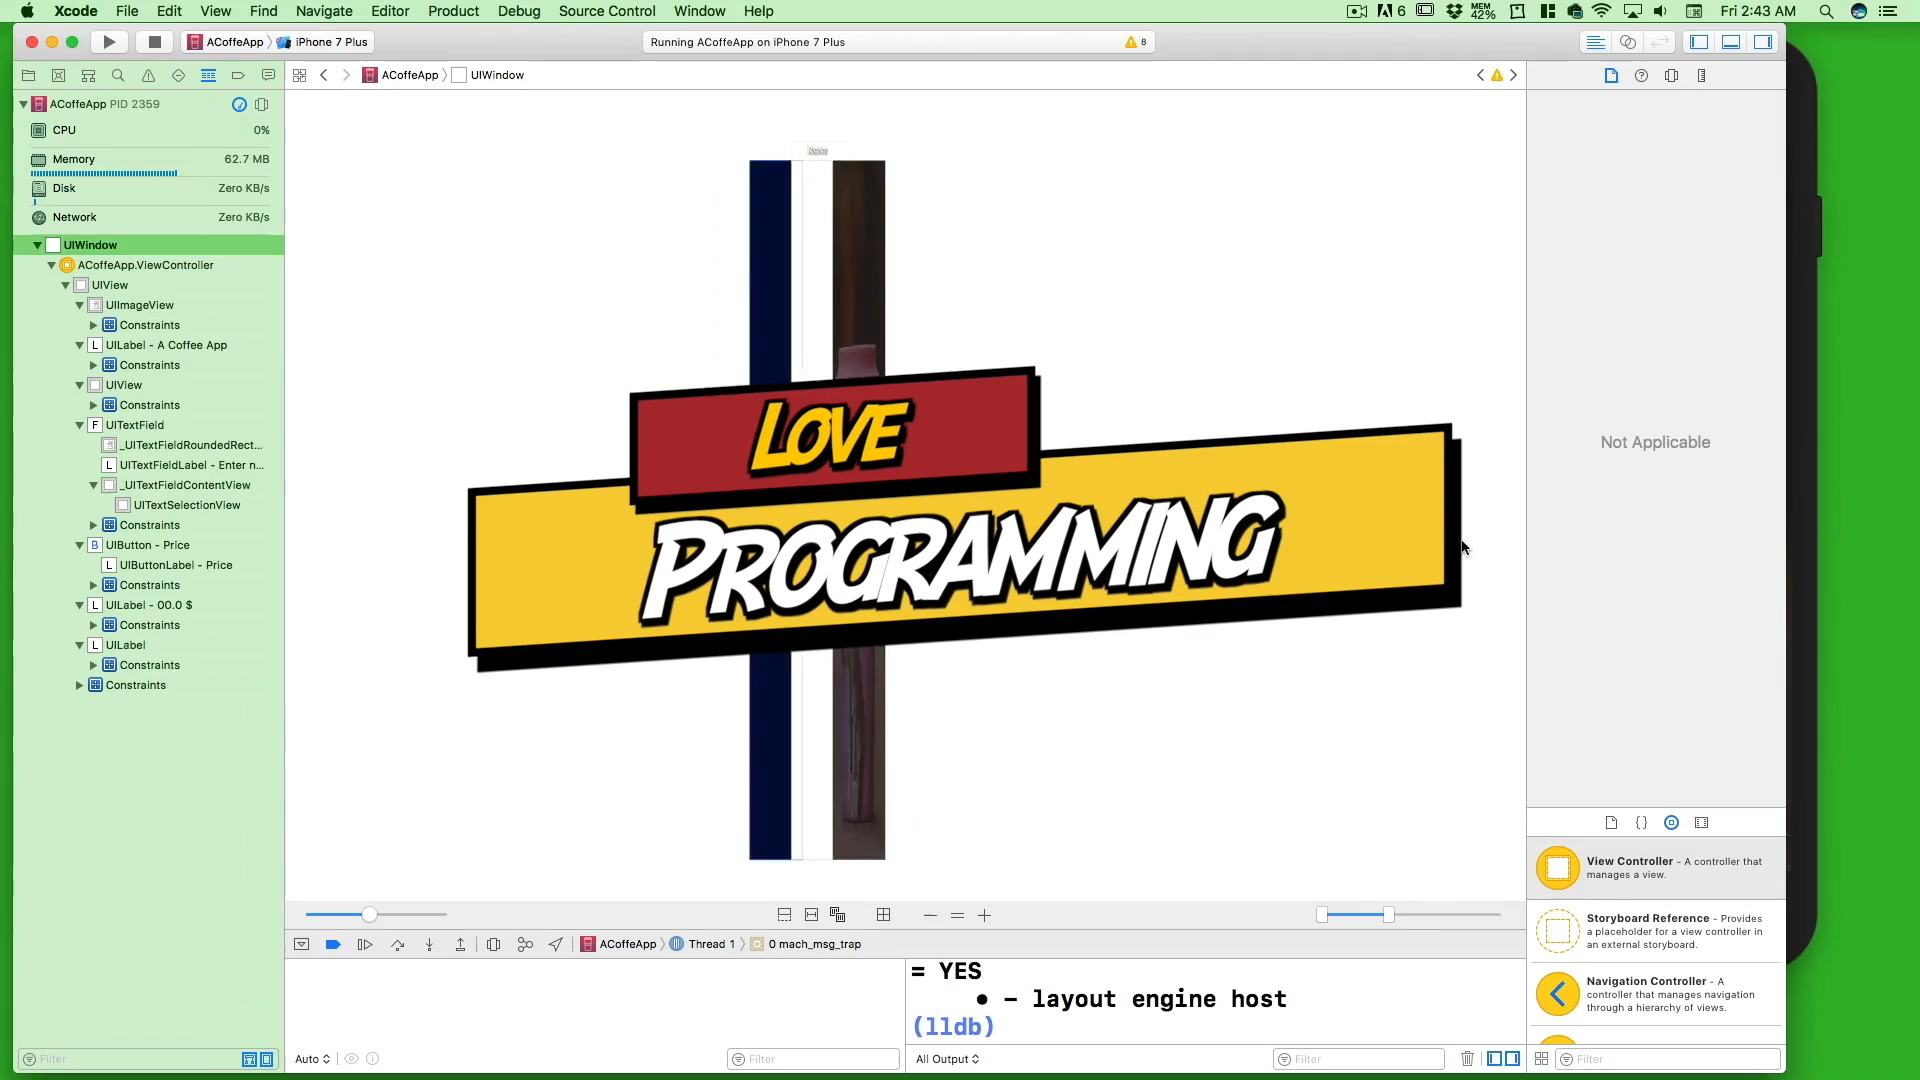 Xcode File Edit View Find Navigate Editor Product Debug Source Control Window Help
6 MEM 42% Fri 2:43 AM
ACoffeApp iPhone 7 Plus
Running ACoffeApp on iPhone 7 Plus 8
ACoffeApp UIWindow
ACoffeApp PID 2359
CPU 0%
Memory 62.7 MB
Disk Zero KB/s
Network Zero KB/s
UIWindow
ACoffeApp.ViewController
UIView
UIImageView
Constraints
L UILabel - A Coffee App
Constraints
UIView
Constraints
F UITextField
_UITextFieldRoundedRect...
L UITextFieldLabel - Enter n...
_UITextFieldContentView
UITextSelectionView
Constraints
B UIButton - Price
L UIButtonLabel - Price
Constraints
L UILabel - 00.0 $
Constraints
L UILabel
Constraints
Constraints
Filter
LOVE
PROGRAMMING
ACoffeApp Thread 1 0 mach_msg_trap
= YES
• - layout engine host
(lldb)
Auto Filter
All Output Filter
Not Applicable
View Controller - A controller that
manages a view.
Storyboard Reference - Provides
a placeholder for a view controller in
an external storyboard.
Navigation Controller - A
controller that manages navigation
through a hierarchy of views.
Filter